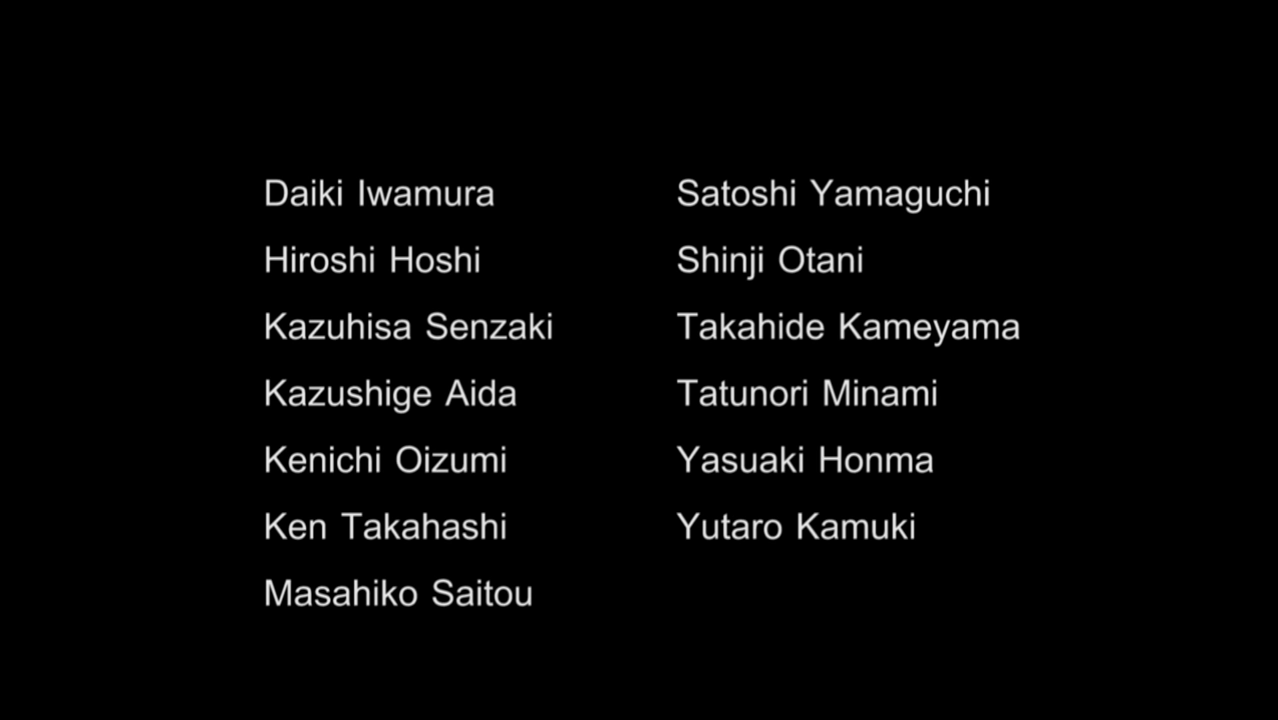 Daiki Iwamura
Hiroshi Hoshi
Kazuhisa Senzaki
Kazushige Aida
Kenichi Oizumi
Ken Takahashi
Masahiko Saitou
Satoshi Yamaguchi
Shinji Otani
Takahide Kameyama
Tatunori Minami
Yasuaki Honma
Yutaro Kamuki